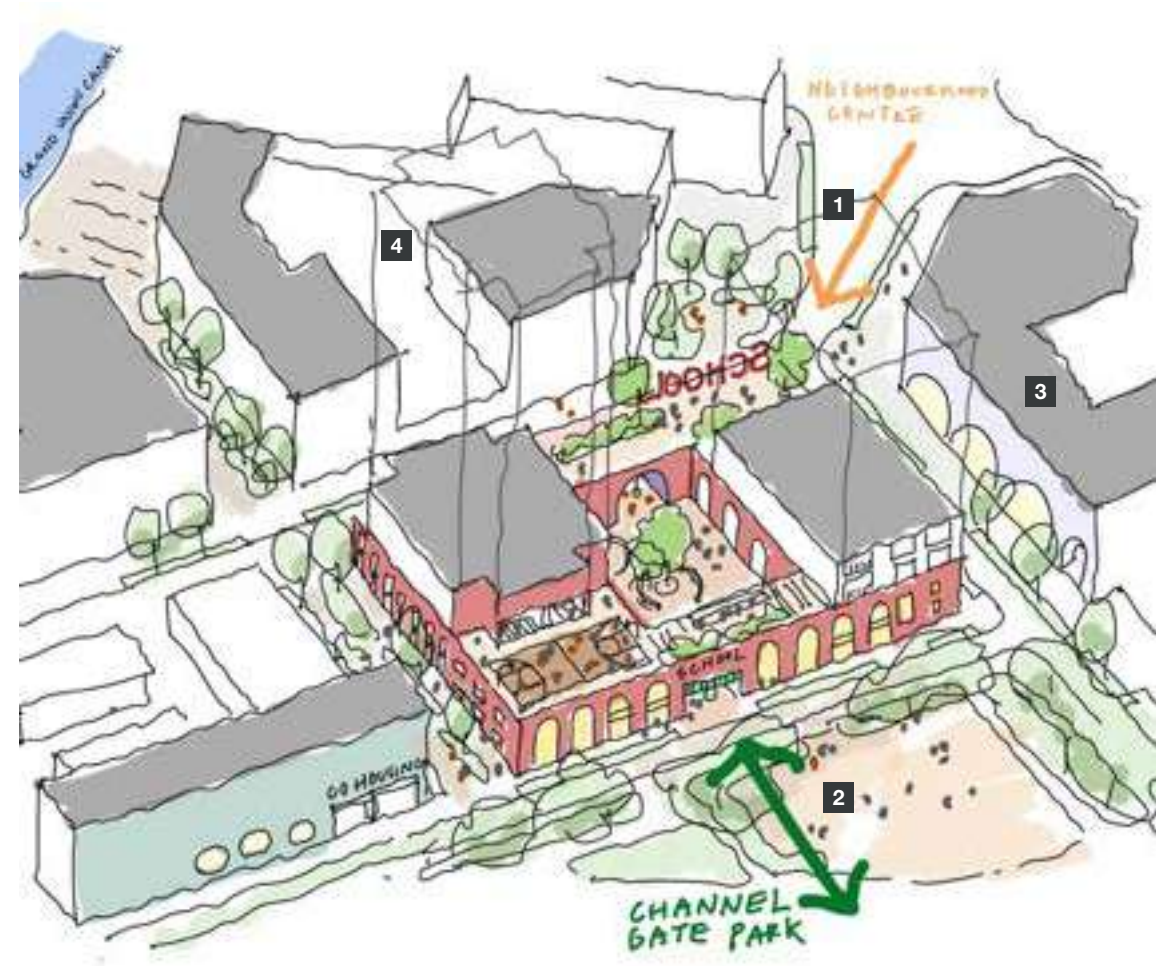 GRAND UNION CANAL
NEIGHBOURHOOD
CENTRE
1
4
3
SCHOOL
SCHOOL
CO HOUSING
2
CHANNEL
GATE PARK